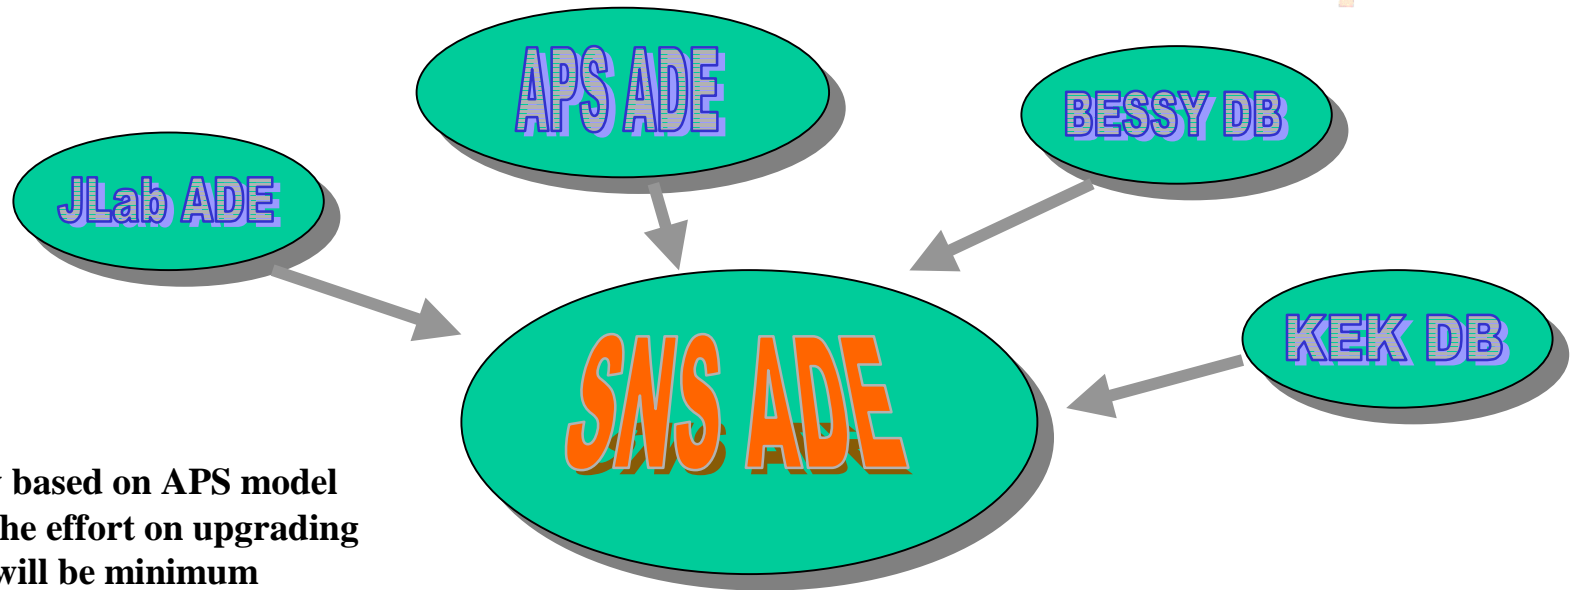 APS ADE
BESSY DB
JLab ADE
KEK DB
SNS ADE
based on APS model
he effort on upgrading
will be minimum